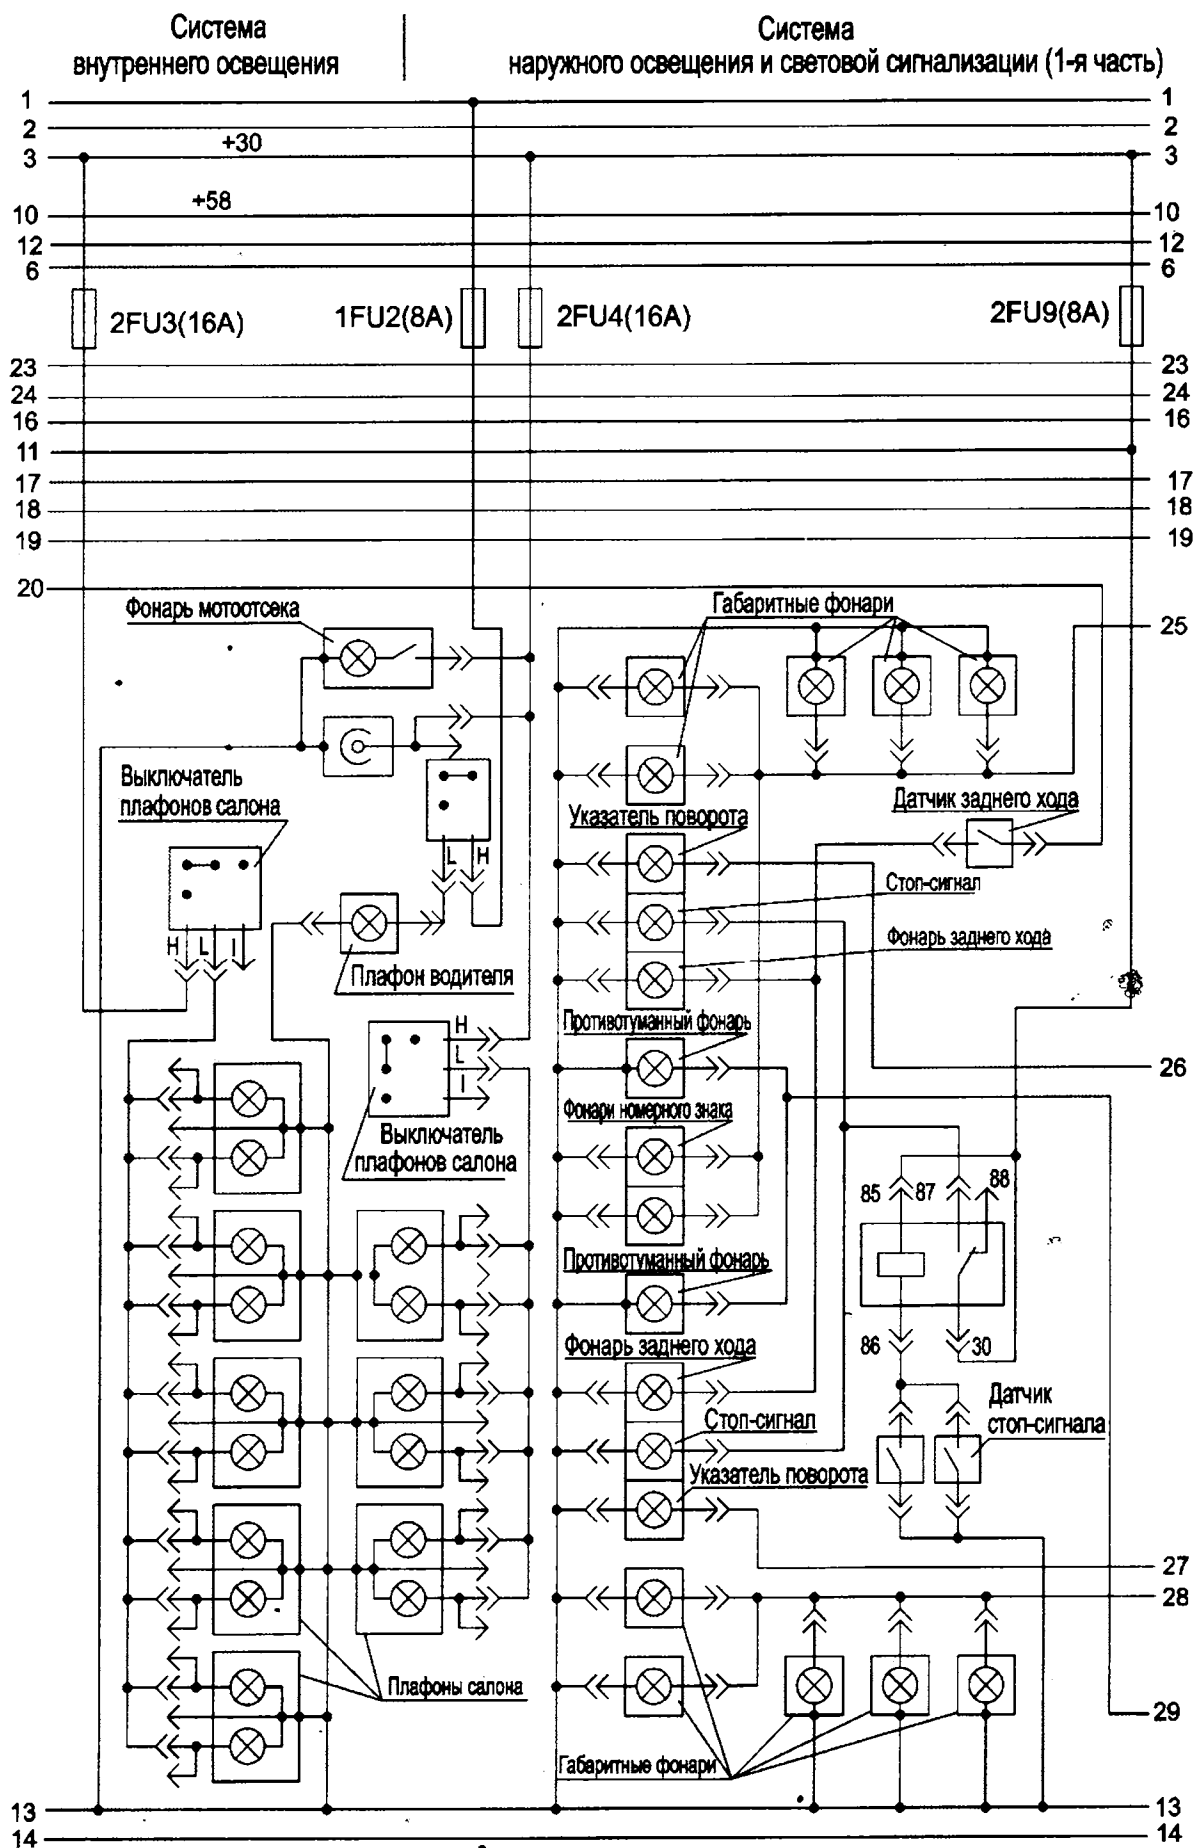 Система
внутреннего освещения
Система
наружного освещения и световой сигнализации (1-я часть)
1 1
2 2
+30
3 3
+58
10 10
12 12
6 6
2FU3(16A) 1FU2(8A) 2FU4(16A) 2FU9(8A)
23 23
24 24
16 16
11
17 17
18 18
19 19
20
Фонарь мотоотсека
Габаритные фонари
25
Выключатель
плафонов салона
Датчик заднего хода
Указатель поворота
L H
Стоп-сигнал
H L I
Фонарь заднего хода
Плафон водителя
Противотуманный фонарь
H
L
I
26
Выключатель
плафонов салона
Фонари номерного знака
85 87 88
Противотуманный фонарь
86 30
Фонарь заднего хода
Датчик
стоп-сигнала
Стоп-сигнал
Указатель поворота
27
28
Плафоны салона
29
Габаритные фонари
13 13
14 14